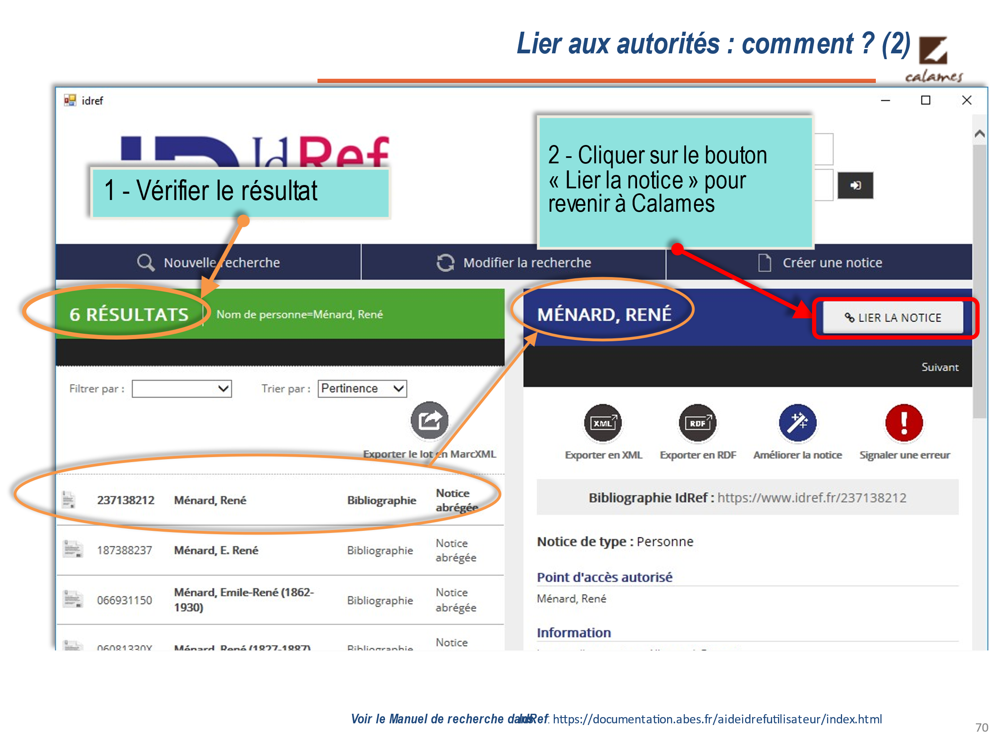 Lier aux autorités : comment ? (2)
calames
idref
IdRef
1 - Vérifier le résultat
2 - Cliquer sur le bouton
« Lier la notice » pour
revenir à Calames
Nouvelle recherche
Modifier la recherche
Créer une notice
6 RÉSULTATS
Nom de personne=Ménard, René
MÉNARD, RENÉ
LIER LA NOTICE
Suivant
Filtrer par :
Trier par : Pertinence
Exporter le lot en MarcXML
XML
RDF
Exporter en XML
Exporter en RDF
Améliorer la notice
Signaler une erreur
237138212 Ménard, René Bibliographie Notice
abrégée
187388237 Ménard, E. René Bibliographie Notice
abrégée
066931150 Ménard, Emile-René (1862-
1930) Bibliographie Notice
abrégée
06081330X Ménard, René (1827-1887) Bibliographie Notice
Bibliographie IdRef : https://www.idref.fr/237138212
Notice de type : Personne
Point d'accès autorisé
Ménard, René
Information
Voir le Manuel de recherche dans IdRef: https://documentation.abes.fr/aideidrefutilisateur/index.html
70